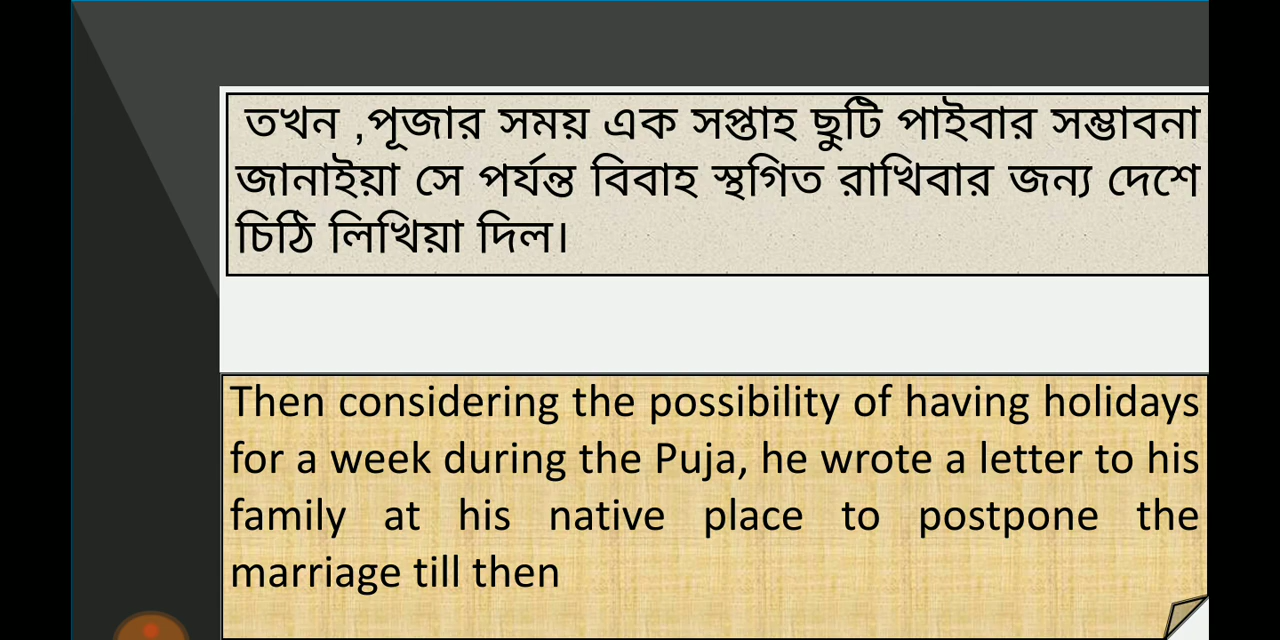 তখন ,পূজার সময় এক সপ্তাহ ছুটি পাইবার সম্ভাবনা
জানাইয়া সে পর্যন্ত বিবাহ স্থগিত রাখিবার জন্য দেশে
চিঠি লিখিয়া দিল।
Then considering the possibility of having holidays
for a week during the Puja, he wrote a letter to his
family at his native place to postpone the
marriage till then